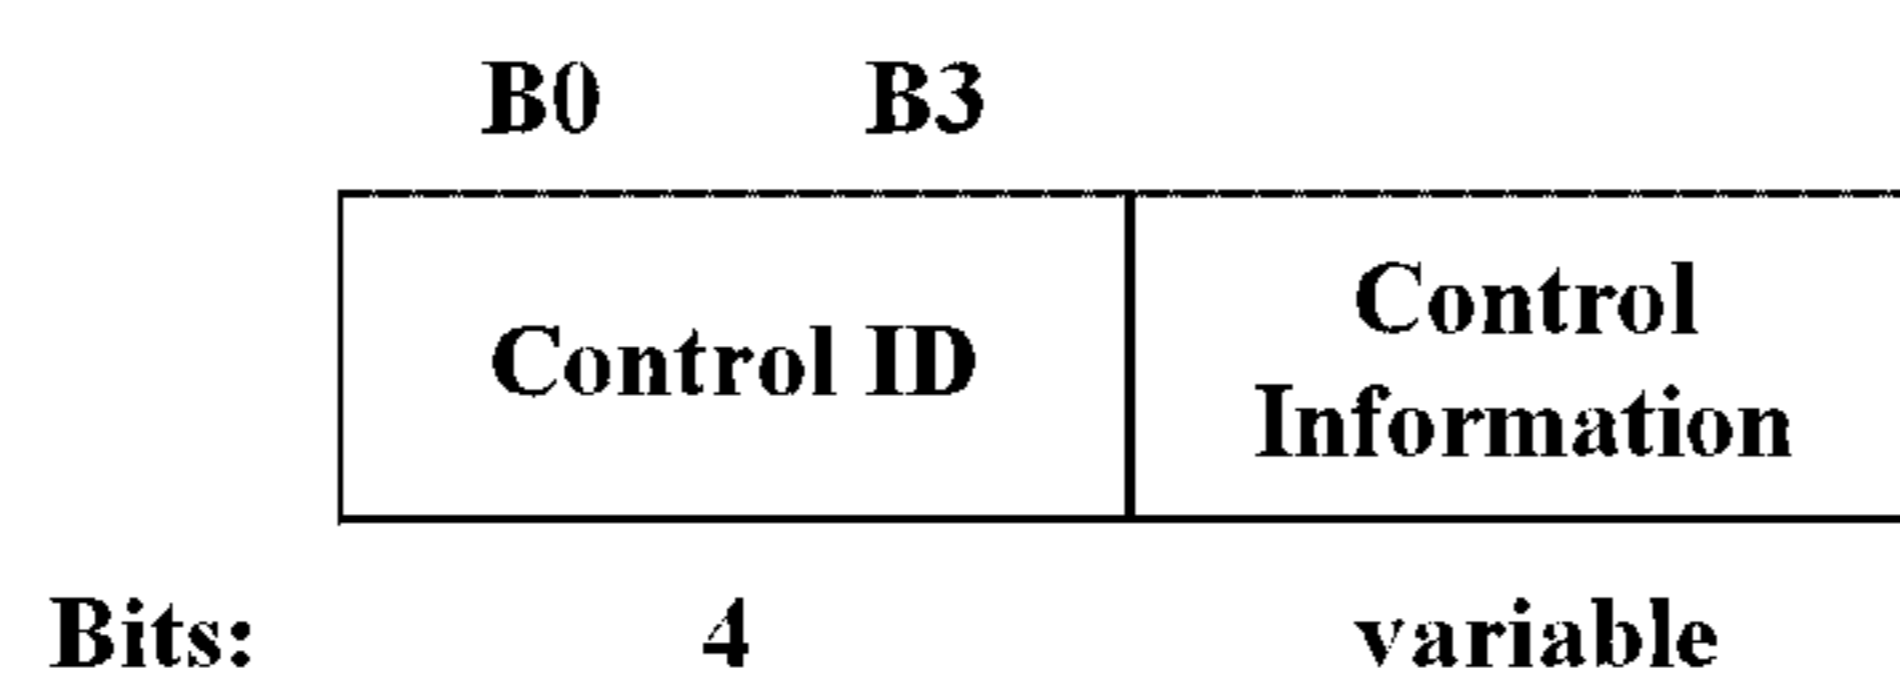 B0 B3
Control ID
Control
Information
Bits: 4 variable